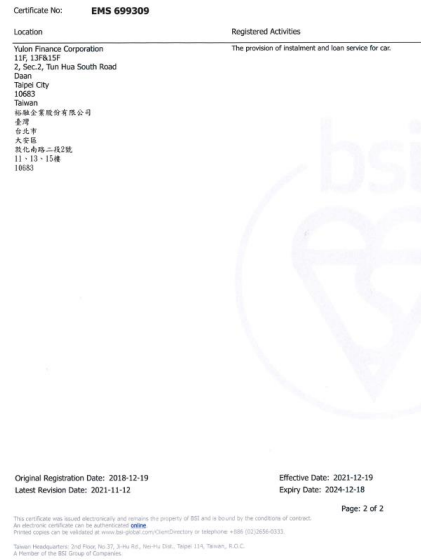 Certificate No: EMS 699309
Location Registered Activities
Yulon Finance Corporation The provision of instalment and loan service for car.
11F, 13F&15F
2, Sec.2, Tun Hua South Road
Daan
Taipei City
10683
Taiwan
裕融企業股份有限公司
臺灣
台北市
大安區
敦化南路二段2號
11、13、15樓
10683
bsi
Original Registration Date: 2018-12-19 Effective Date: 2021-12-19
Latest Revision Date: 2021-11-12 Expiry Date: 2024-12-18
Page: 2 of 2
This certificate was issued electronically and remains the property of BSI and is bound by the conditions of contract.
An electronic certificate can be authenticated online
Printed copies can be validated at www.bsi-global.com/ClientDirectory or telephone +886 (02)2656-0333.
Taiwan Headquarters: 2nd Floor, No 37, Ji-Hu Rd., Nei-Hu Dist., Taipei 114, Taiwan, R.O.C.
A Member of the BSI Group of Companies.